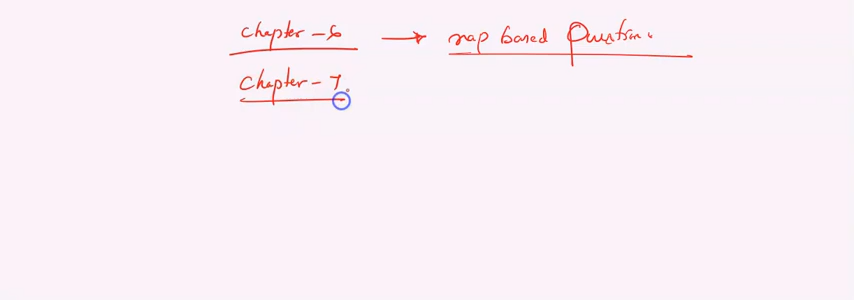 Chapter - 6 → map based Question.
Chapter - 7.